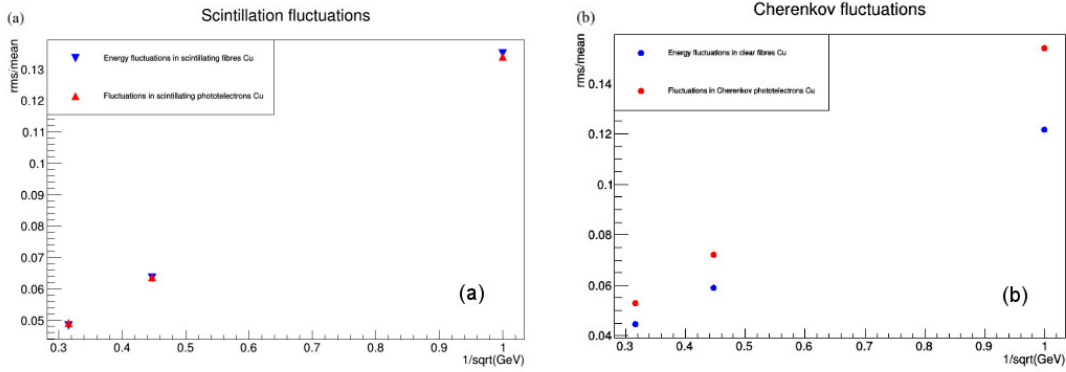 (a)
Scintillation fluctuations
rms/mean
Energy fluctuations in scintillating fibres Cu
Fluctuations in scintillating phototelectrons Cu
0.13
0.12
0.11
0.1
0.09
0.08
0.07
0.06
0.05
(a)
0.3 0.4 0.5 0.6 0.7 0.8 0.9 1
1/sqrt(GeV)
(b)
Cherenkov fluctuations
rms/mean
Energy fluctuations in clear fibres Cu
Fluctuations in Cherenkov phototelectrons Cu
0.14
0.12
0.1
0.08
0.06
0.04
(b)
0.3 0.4 0.5 0.6 0.7 0.8 0.9 1
1/sqrt(GeV)